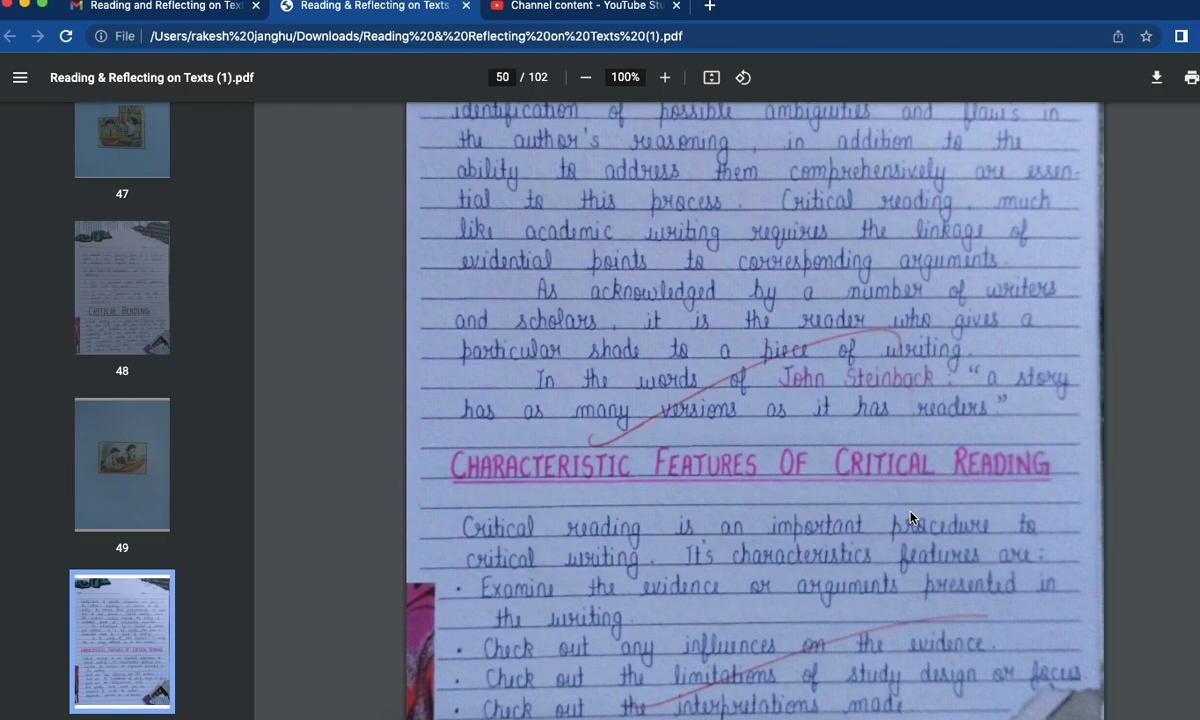 Reading and Reflecting on Tex
Reading & Reflecting on Texts
Channel content - YouTube Stu
File
/Users/rakesh%20janghu/Downloads/Reading%20&%20Reflecting%20on%20Texts%20(1).pdf
Reading & Reflecting on Texts (1).pdf
50 / 102
100%
47
CRITICAL READING
48
49
identification of possible ambiguities and flaws in
the author's reasoning, in addition to the
ability to address them comprehensively are essen-
tial to this process. Critical reading, much
like academic writing requires the linkage of
evidential points to corresponding arguments.
As acknowledged by a number of writers
and scholars, it is the reader who gives a
particular shade to a piece of writing.
In the words of John Steinback : "a story
has as many versions as it has readers"
CHARACTERISTIC FEATURES OF CRITICAL READING
Critical reading is an important procedure to
critical writing. It's characteristics features are:
· Examine the evidence or arguments presented in
the writing.
· Check out any influences on the evidence.
· Check out the limitations of study design or focus
· Check out the interpretations made